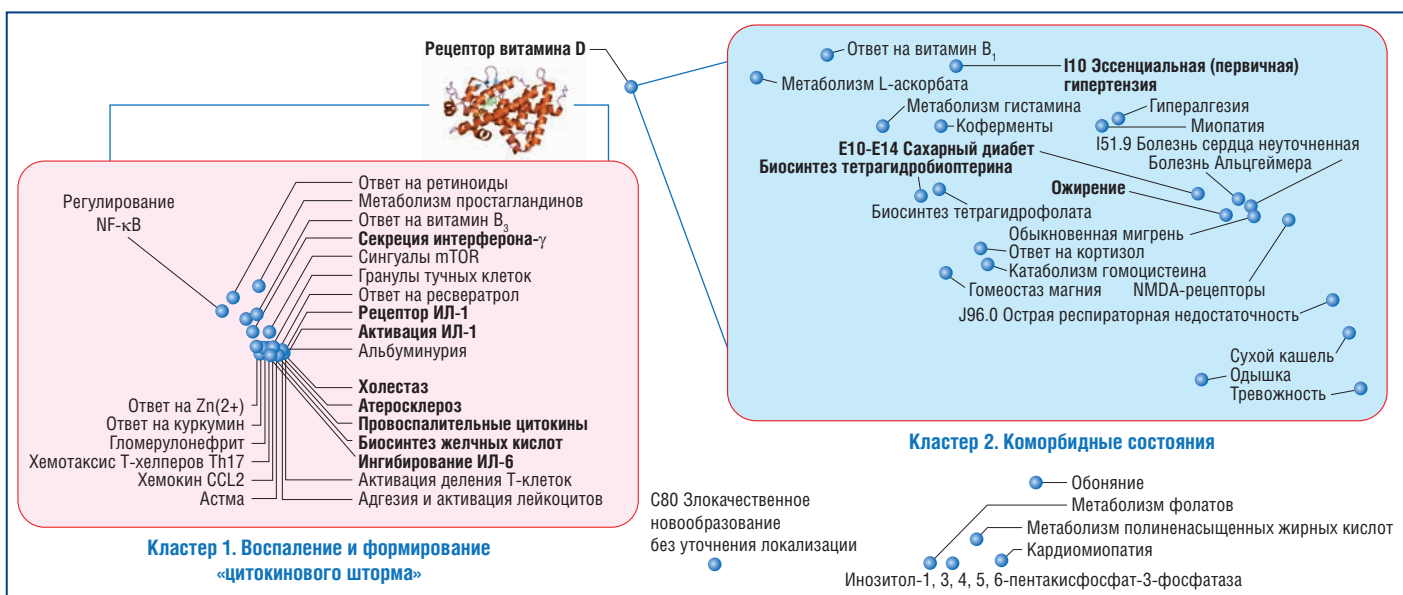 Рецептор витамина D
Регулирование
NF-κB
Ответ на ретиноиды
Метаболизм простагландинов
Ответ на витамин B3
Секреция интерферона-γ
Сингуалы mTOR
Гранулы тучных клеток
Ответ на ресвератрол
Рецептор ИЛ-1
Активация ИЛ-1
Альбуминурия
Холестаз
Атеросклероз
Провоспалительные цитокины
Биосинтез желчных кислот
Ингибирование ИЛ-6
Активация деления Т-клеток
Адгезия и активация лейкоцитов
Ответ на Zn(2+)
Ответ на куркумин
Гломерулонефрит
Хемотаксис Т-хелперов Th17
Хемокин CCL2
Астма
Кластер 1. Воспаление и формирование
«цитокинового шторма»
Ответ на витамин B1
Метаболизм L-аскорбата
I10 Эссенциальная (первичная)
гипертензия
Метаболизм гистамина
Коферменты
Гипералгезия
Миопатия
I51.9 Болезнь сердца неуточненная
Болезнь Альцгеймера
E10-E14 Сахарный диабет
Биосинтез тетрагидробиоптерина
Ожирение
Биосинтез тетрагидрофолата
Обыкновенная мигрень
Ответ на кортизол
Катаболизм гомоцистеина
Гомеостаз магния
NMDA-рецепторы
J96.0 Острая респираторная недостаточность
Сухой кашель
Одышка
Тревожность
Кластер 2. Коморбидные состояния
C80 Злокачественное
новообразование
без уточнения локализации
Обоняние
Метаболизм фолатов
Метаболизм полиненасыщенных жирных кислот
Кардиомиопатия
Инозитол-1, 3, 4, 5, 6-пентакисфосфат-3-фосфатаза